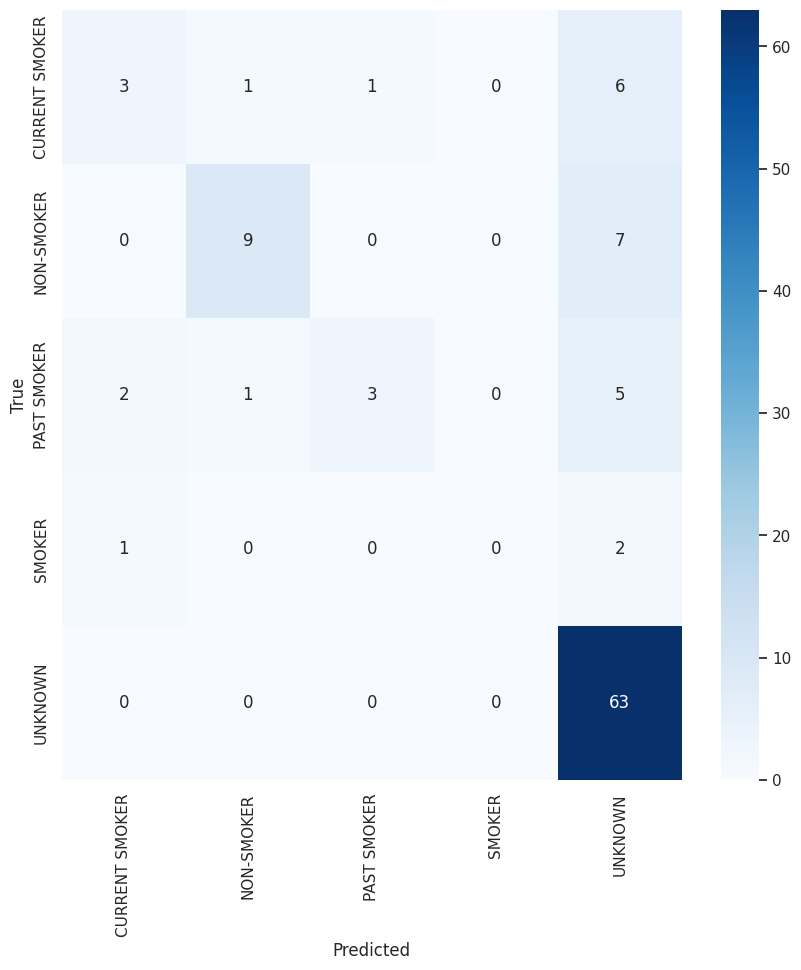 CURRENT SMOKER 3 1 1 0 6
NON-SMOKER 0 9 0 0 7
PAST SMOKER 2 1 3 0 5
SMOKER 1 0 0 0 2
UNKNOWN 0 0 0 0 63
True
CURRENT SMOKER NON-SMOKER PAST SMOKER SMOKER UNKNOWN
Predicted
60
50
40
30
20
10
0